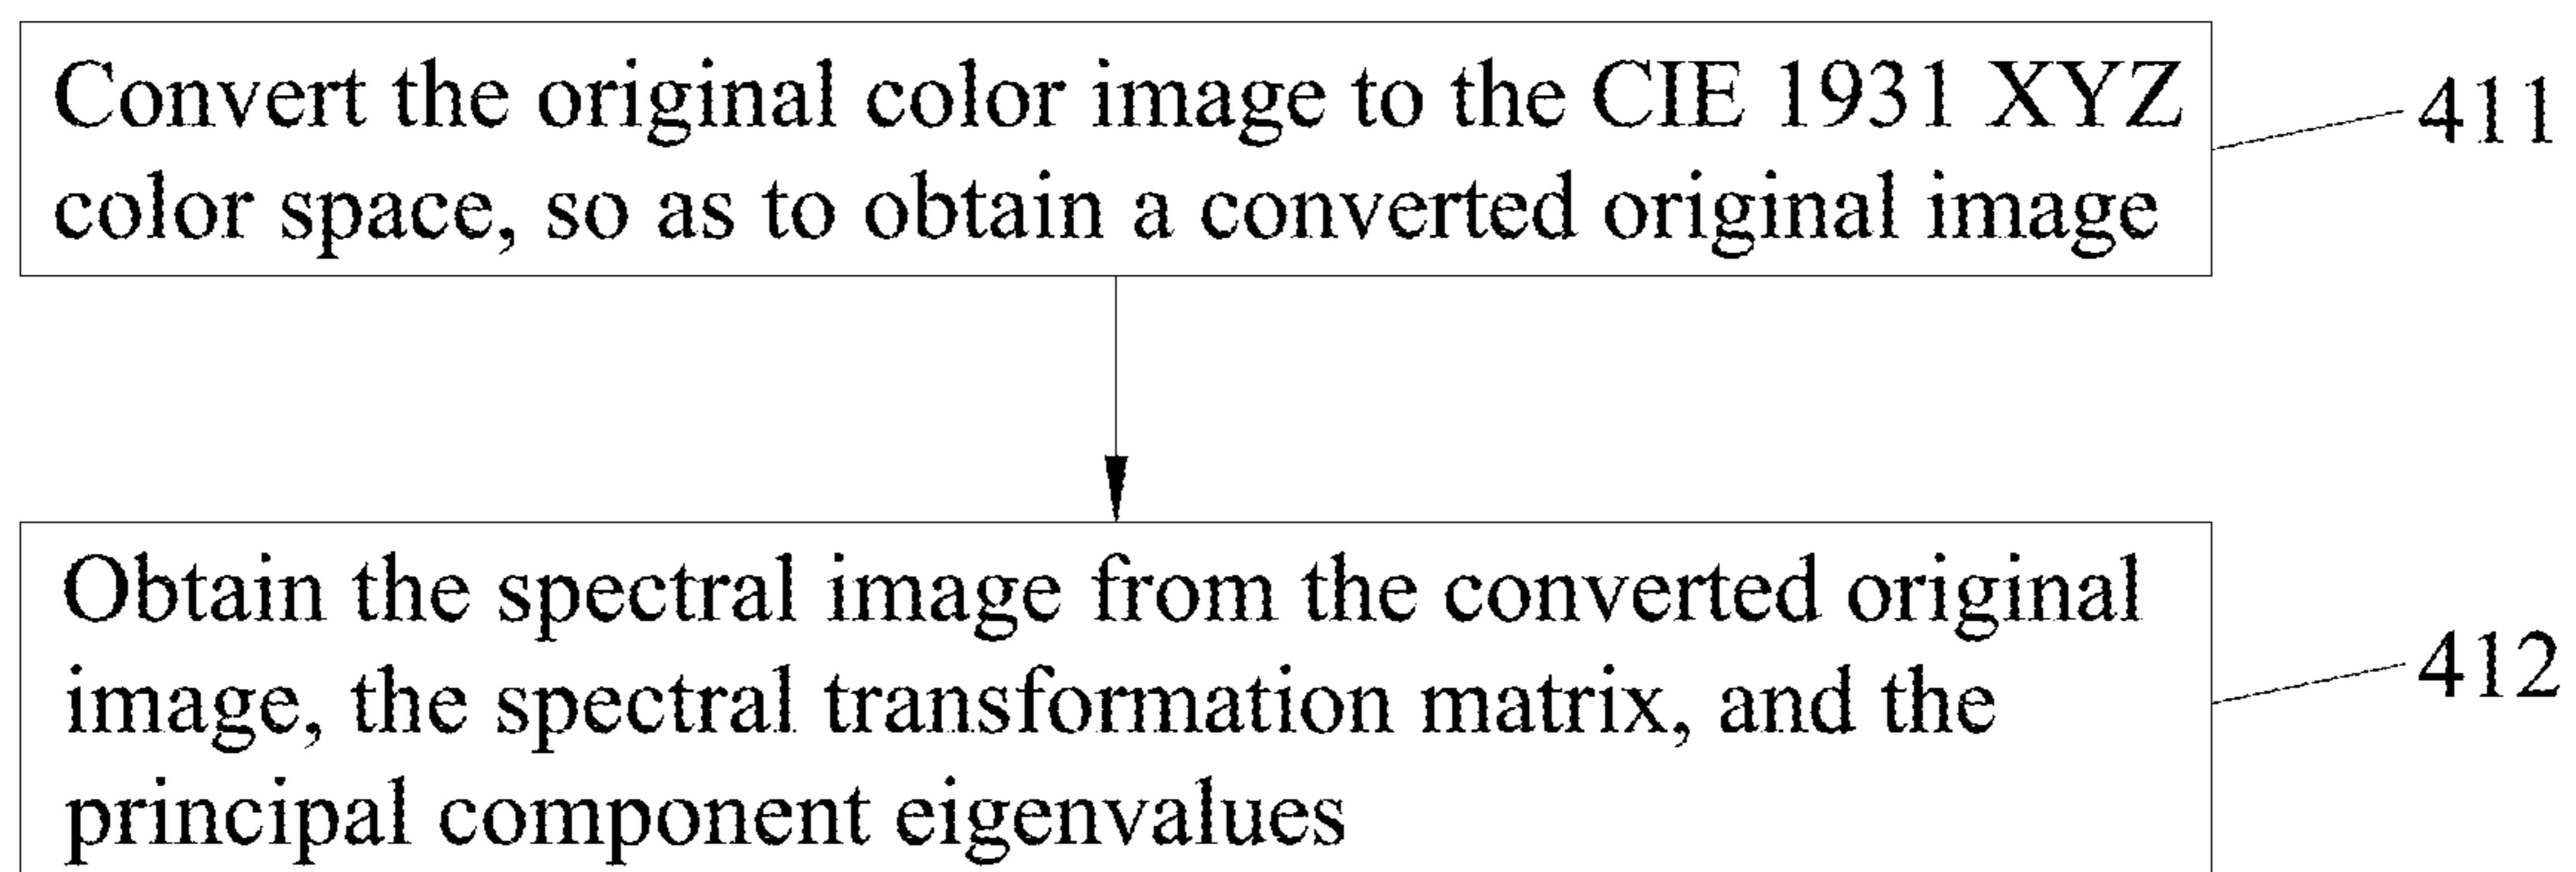 Convert the original color image to the CIE 1931 XYZ
color space, so as to obtain a converted original image
411
Obtain the spectral image from the converted original
image, the spectral transformation matrix, and the
principal component eigenvalues
412